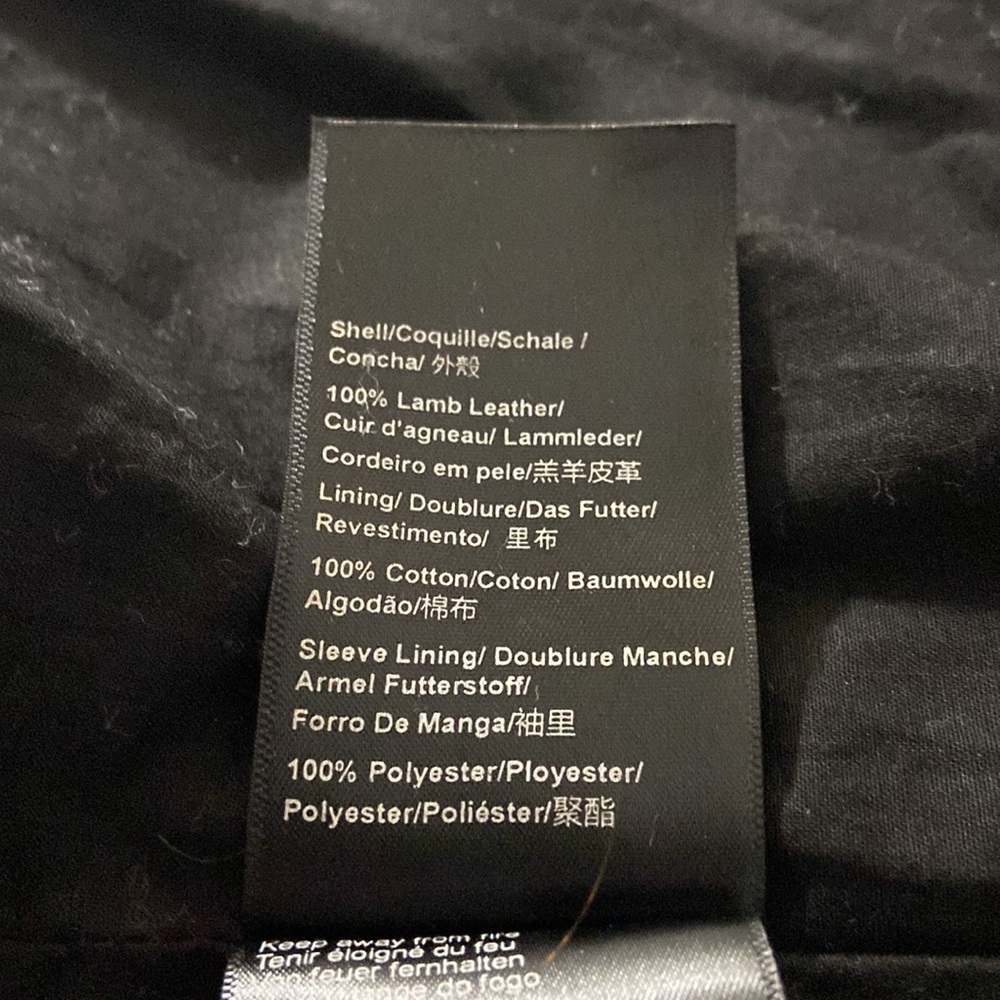 Shell/Coquille/Schale /
Concha/ 外殼
100% Lamb Leather/
Cuir d'agneau/ Lammleder/
Cordeiro em pele/羔羊皮革
Lining/ Doublure/Das Futter/
Revestimento/ 里布
100% Cotton/Coton/ Baumwolle/
Algodão/棉布
Sleeve Lining/ Doublure Manche/
Armel Futterstoff/
Forro De Manga/袖里
100% Polyester/Ployester/
Polyester/Poliéster/聚酯
Keep away from fire
Tenir éloigné du feu
feuer fernhalten
do fogo